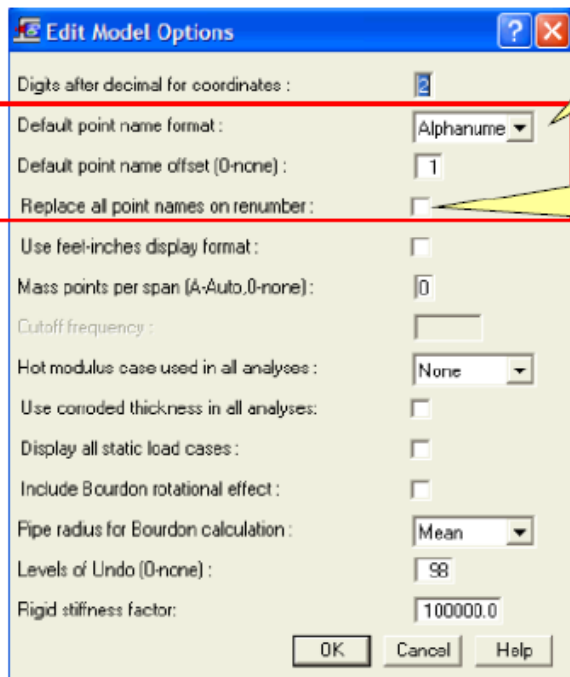 Edit Model Options
Digits after decimal for coordinates : 2
Default point name format : Alphanume
Default point name offset (0-none) : 1
Replace all point names on renumber :
Use feet-inches display format :
Mass points per span (A-Auto,0-none) : 0
Cutoff frequency :
Hot modulus case used in all analyses : None
Use corroded thickness in all analyses:
Display all static load cases :
Include Bourdon rotational effect :
Pipe radius for Bourdon calculation : Mean
Levels of Undo (0-none) : 98
Rigid stiffness factor: 100000.0
OK Cancel Help